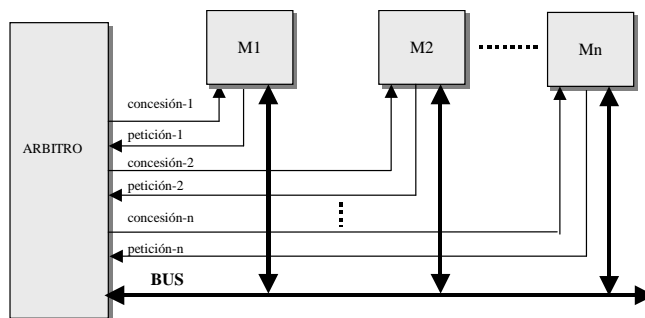 M1
M2
Mn
concesión-1
petición-1
ARBITRO
concesión-2
petición-2
concesión-n
petición-n
BUS